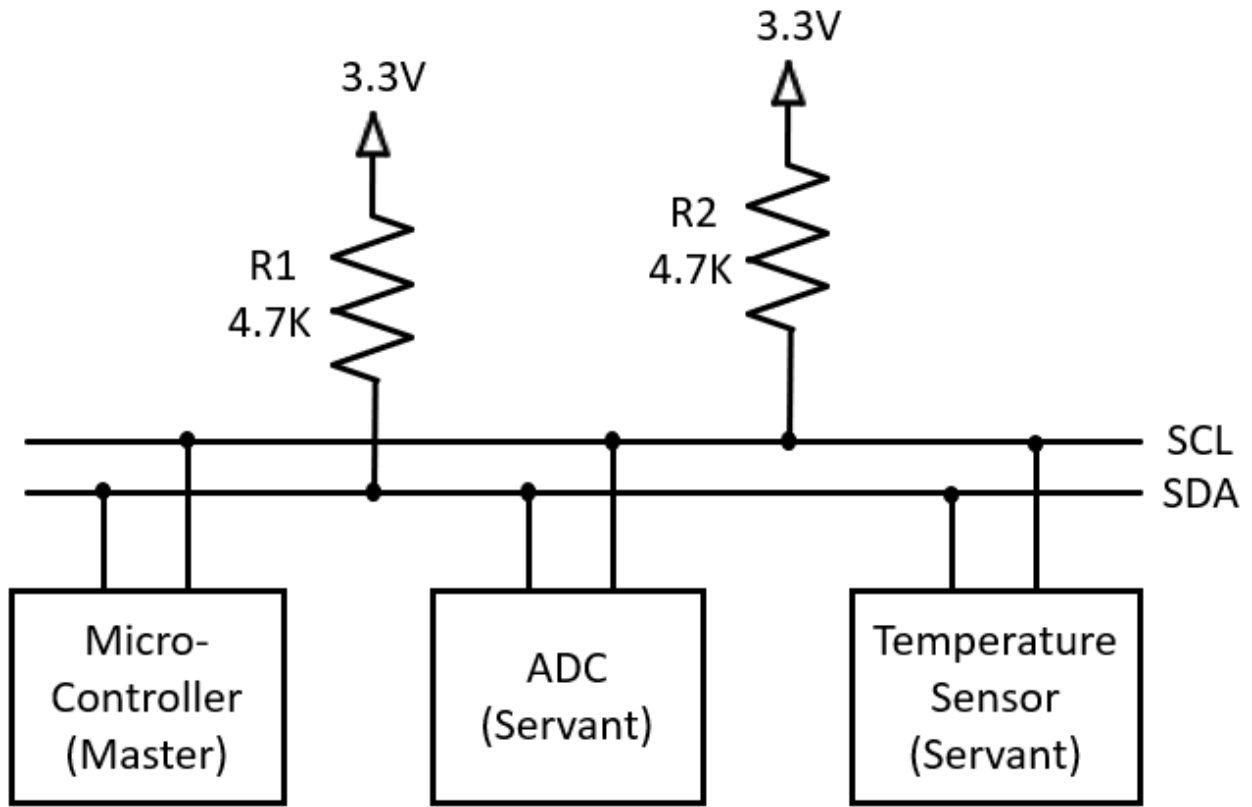 3.3V
3.3V
R1
4.7K
R2
4.7K
SCL
SDA
Micro-
Controller
(Master)
ADC
(Servant)
Temperature
Sensor
(Servant)